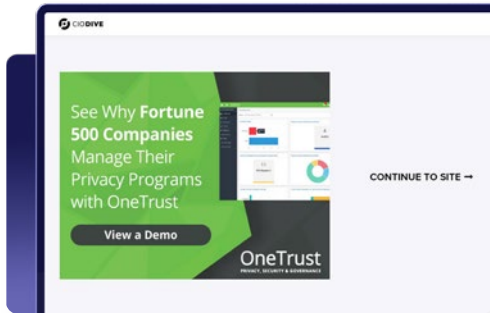 CIODIVE
See Why Fortune
500 Companies
Manage Their
Privacy Programs
with OneTrust
View a Demo
OneTrust
PRIVACY, SECURITY & GOVERNANCE
CONTINUE TO SITE →